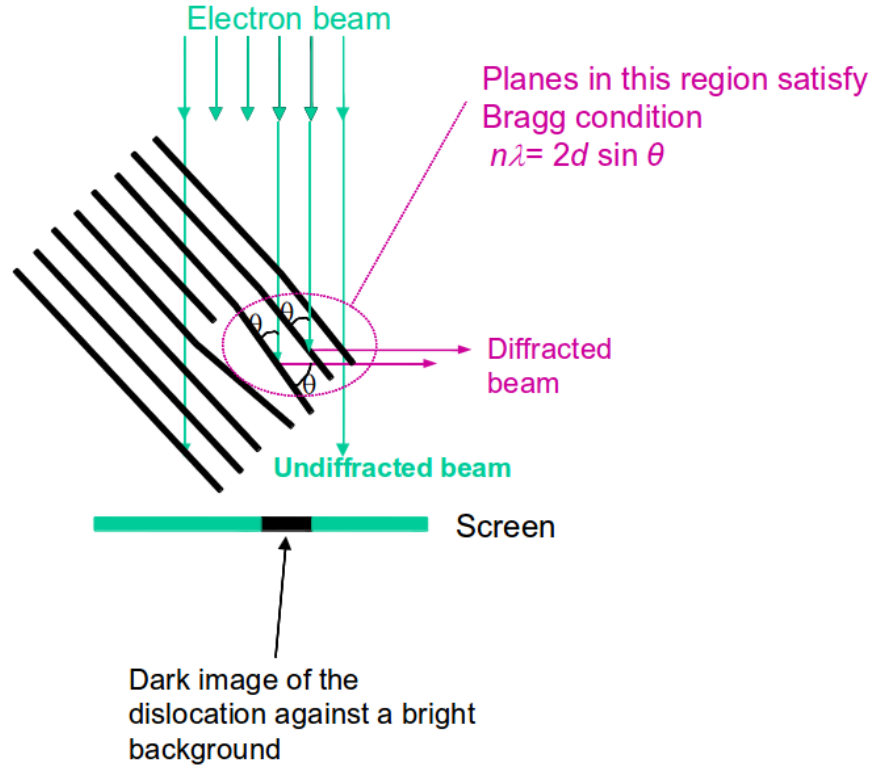 Electron beam
Planes in this region satisfy
Bragg condition
nλ= 2d sin θ
θ
θ
Diffracted
beam
θ
Undiffracted beam
Screen
Dark image of the
dislocation against a bright
background